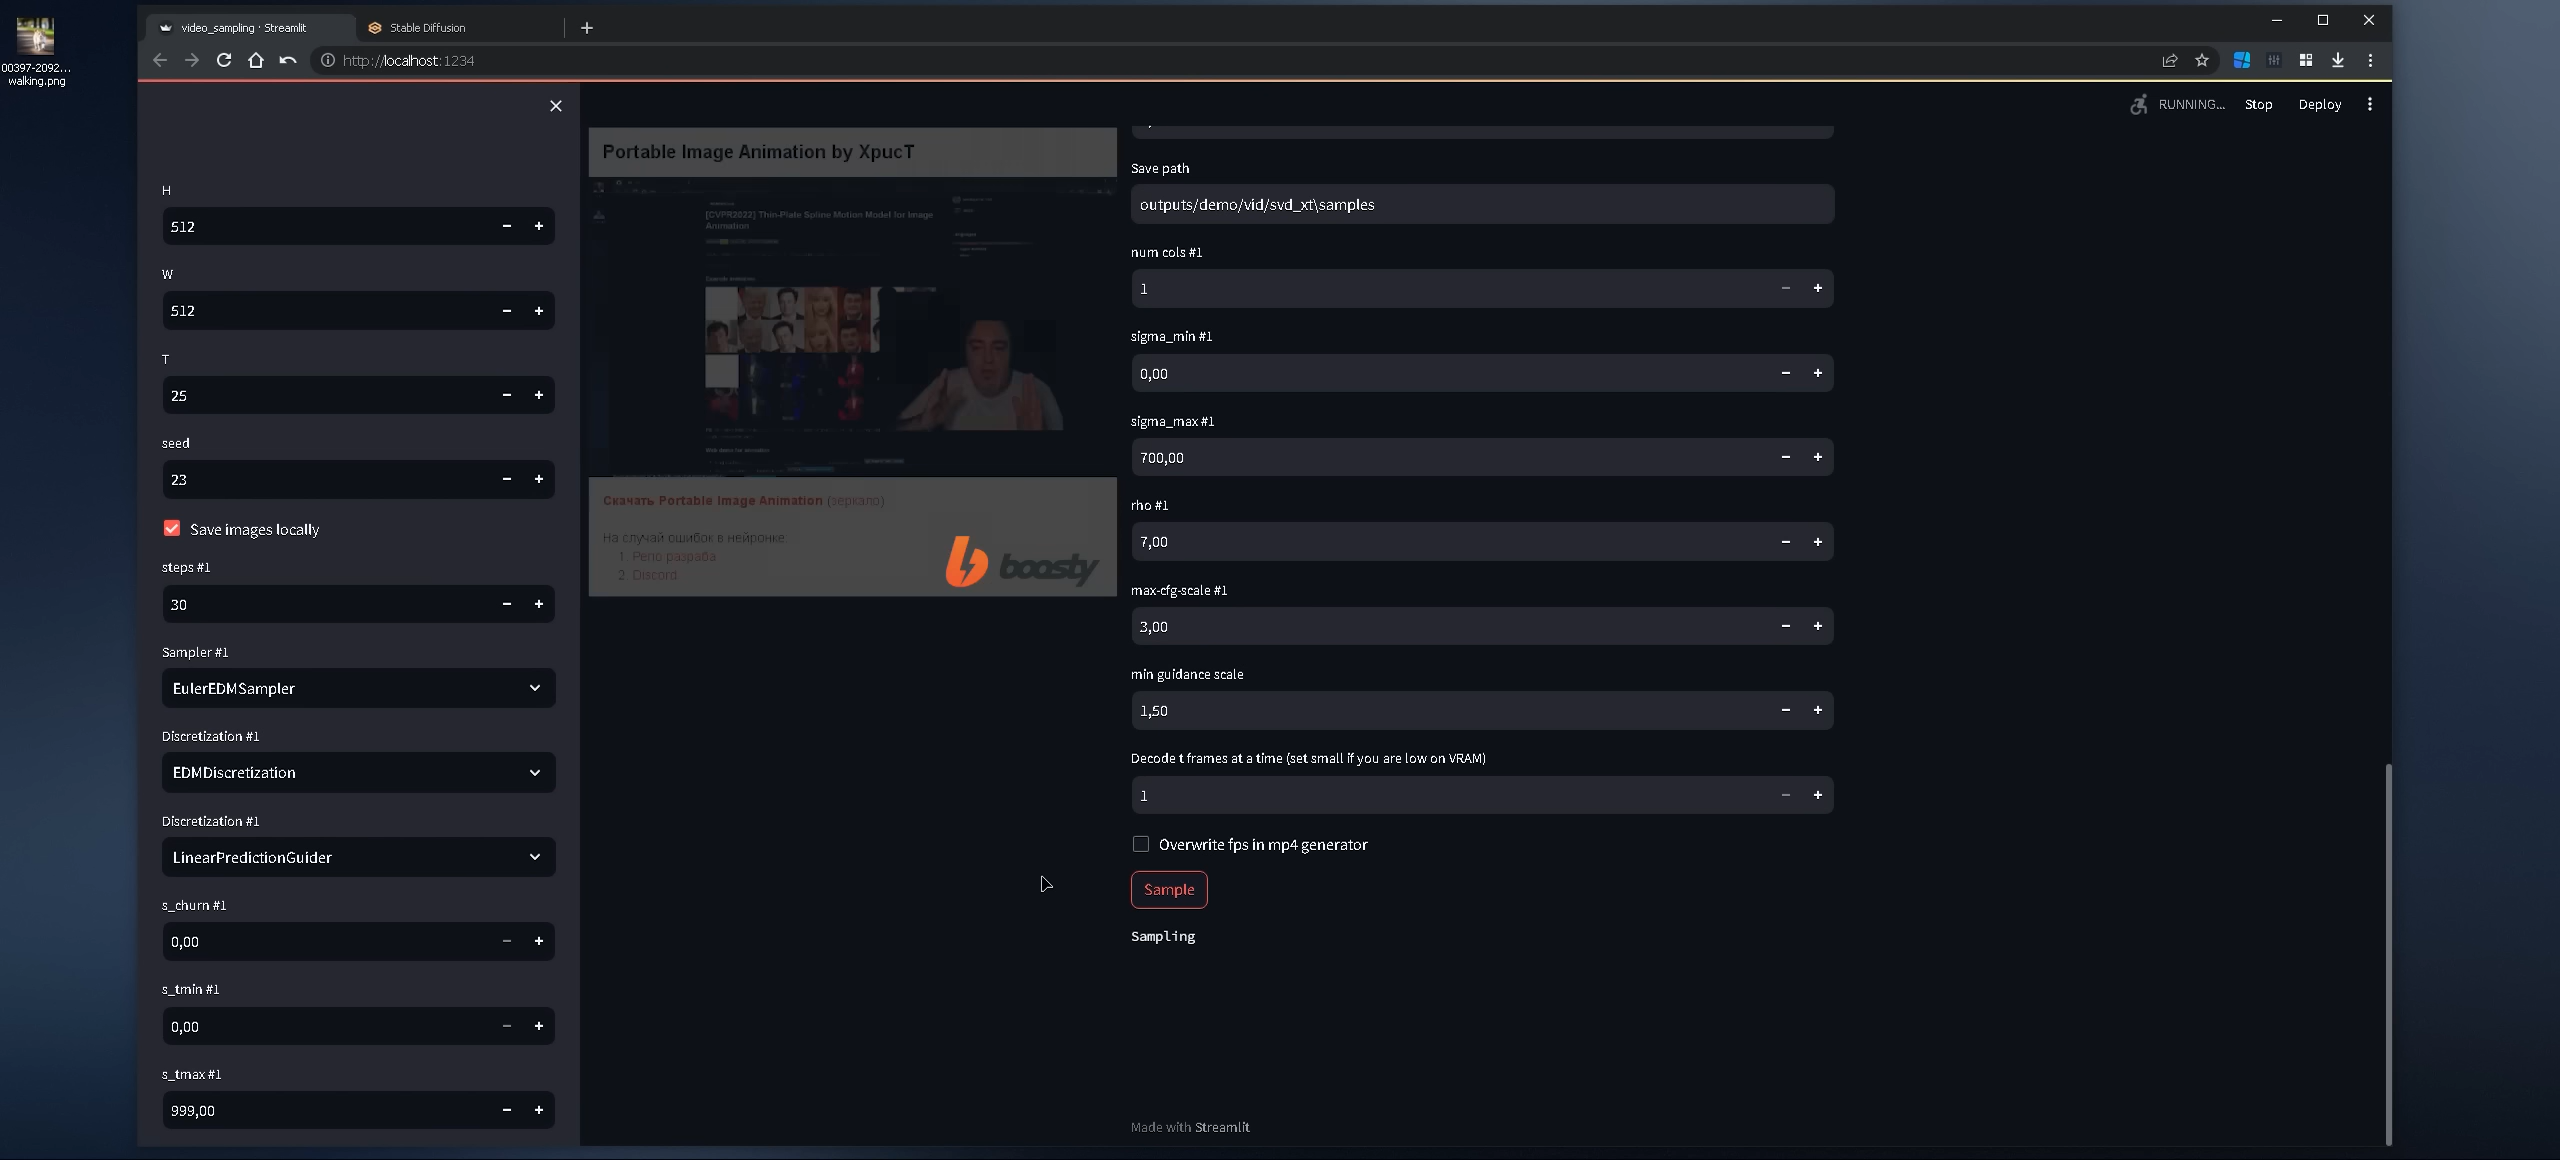 00397-2092...
walking.png
video_sampling · Streamlit
Stable Diffusion
http://localhost:1234
RUNNING...
Stop
Deploy
H
512
W
512
T
25
seed
23
Save images locally
steps #1
30
Sampler #1
EulerEDMSampler
Discretization #1
EDMDiscretization
Discretization #1
LinearPredictionGuider
s_churn #1
0,00
s_tmin #1
0,00
s_tmax #1
999,00
Portable Image Animation by XpucT
[CVPR2022] Thin-Plate Spline Motion Model for Image
Animation
Скачать Portable Image Animation (зеркало)
На случай ошибок в нейронке
1 Репо разраба
2 Discord
boosty
Save path
outputs/demo/vid/svd_xt\samples
num cols #1
1
sigma_min #1
0,00
sigma_max #1
700,00
rho #1
7,00
max-cfg-scale #1
3,00
min guidance scale
1,50
Decode t frames at a time (set small if you are low on VRAM)
1
Overwrite fps in mp4 generator
Sample
Sampling
Made with Streamlit